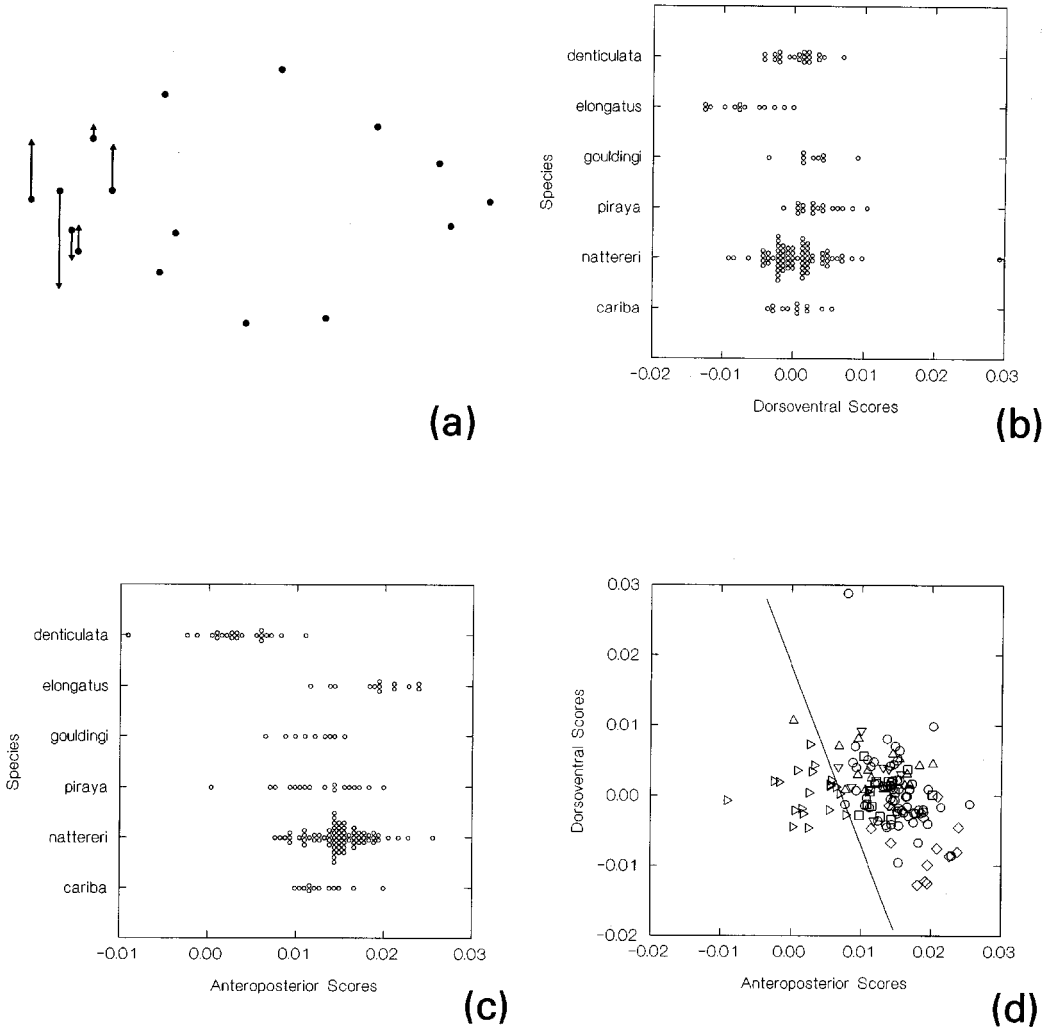 (a)
Species
denticulata
elongatus
gouldingi
piraya
nattereri
cariba
-0.02 -0.01 0.00 0.01 0.02 0.03
Dorsoventral Scores
(b)
Species
denticulata
elongatus
gouldingi
piraya
nattereri
cariba
-0.01 0.00 0.01 0.02 0.03
Anteroposterior Scores
(c)
Dorsoventral Scores
0.03
0.02
0.01
0.00
-0.01
-0.02
-0.02 -0.01 0.00 0.01 0.02 0.03
Anteroposterior Scores
(d)